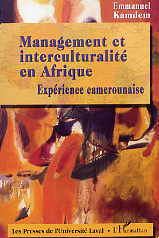 Emmanuel
Kamdem
Management et
interculturalité
en Afrique
Expérience camerounaise
Les Presses de l'Université Laval - L'Harmattan